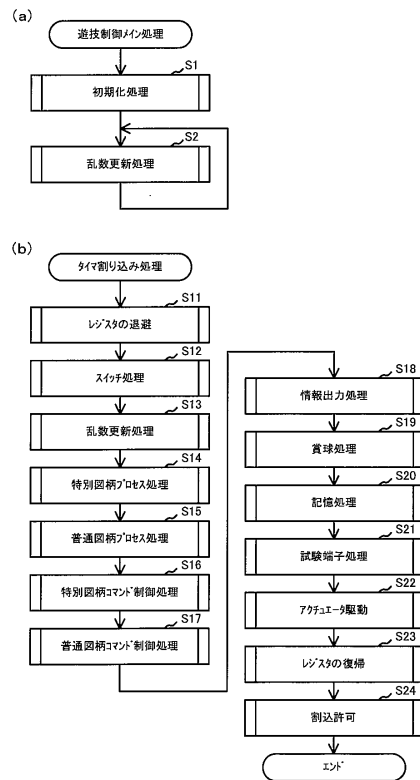 (a)
遊技制御メイン処理
S1
初期化処理
S2
乱数更新処理
(b)
タイマ割り込み処理
S11
レジスタの退避
S12
スイッチ処理
S13
乱数更新処理
S14
特別図柄プロセス処理
S15
普通図柄プロセス処理
S16
特別図柄コマンド制御処理
S17
普通図柄コマンド制御処理
S18
情報出力処理
S19
賞球処理
S20
記憶処理
S21
試験端子処理
S22
アクチュエータ駆動
S23
レジスタの復帰
S24
割込許可
エンド